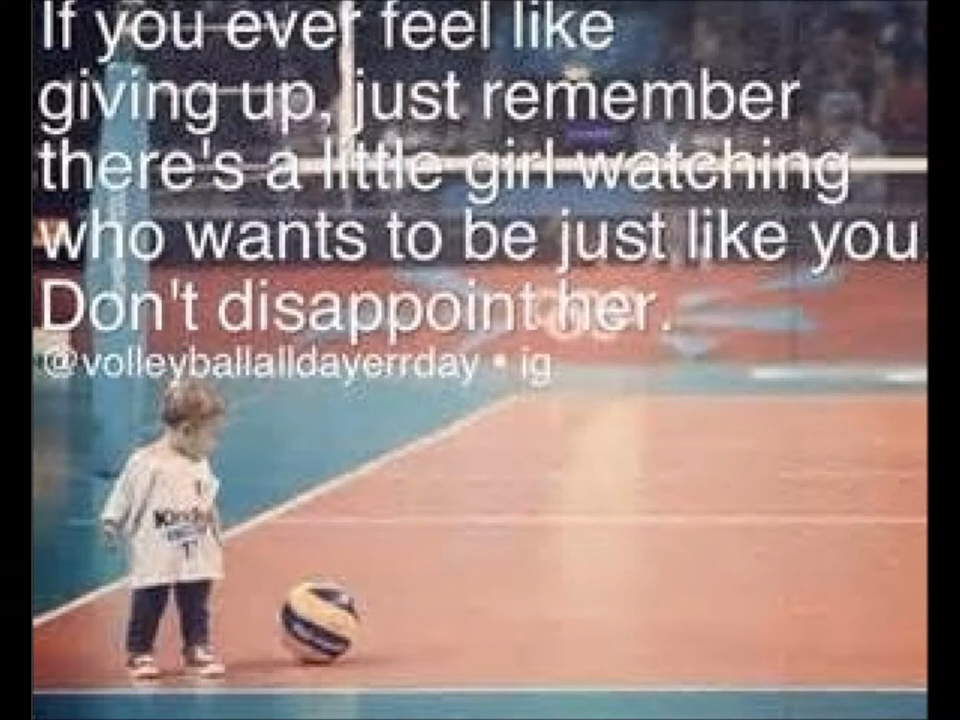 If you ever feel like
giving up, just remember
there's a little girl watching
who wants to be just like you.
Don't disappoint her.
@volleyballalldayerrday • ig